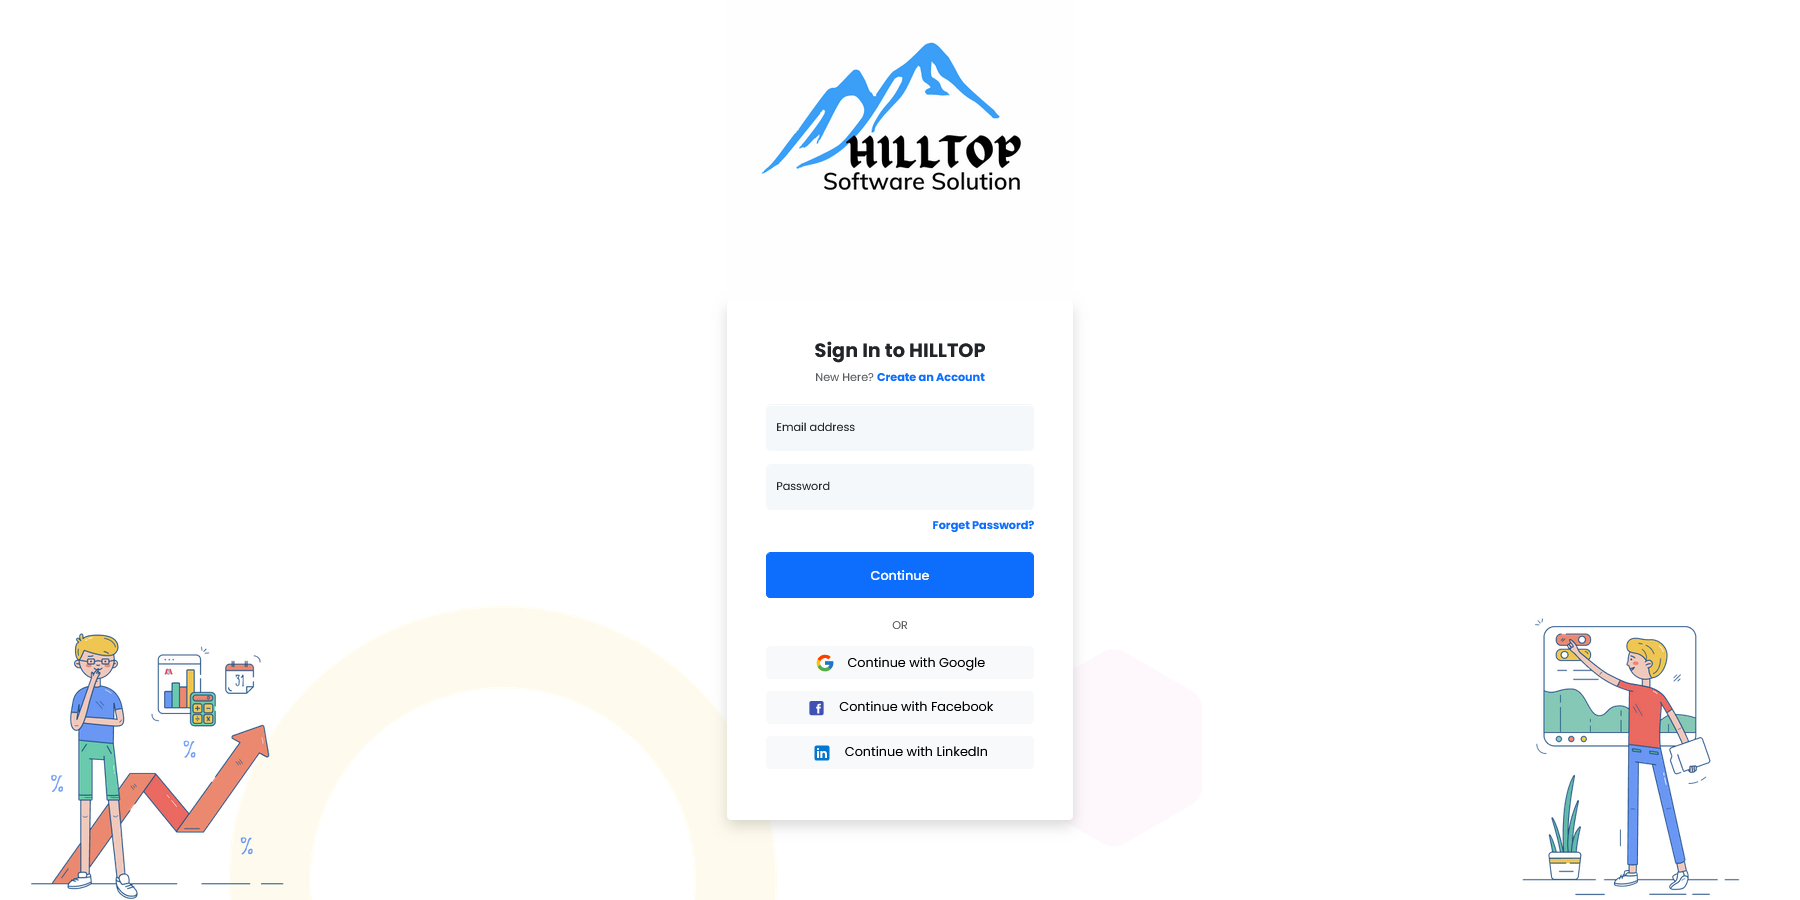 HILLTOP
Software Solution
Sign In to HILLTOP
New Here? Create an Account
Email address
Password
Forget Password?
Continue
OR
Continue with Google
Continue with Facebook
Continue with LinkedIn
31
%
%
%